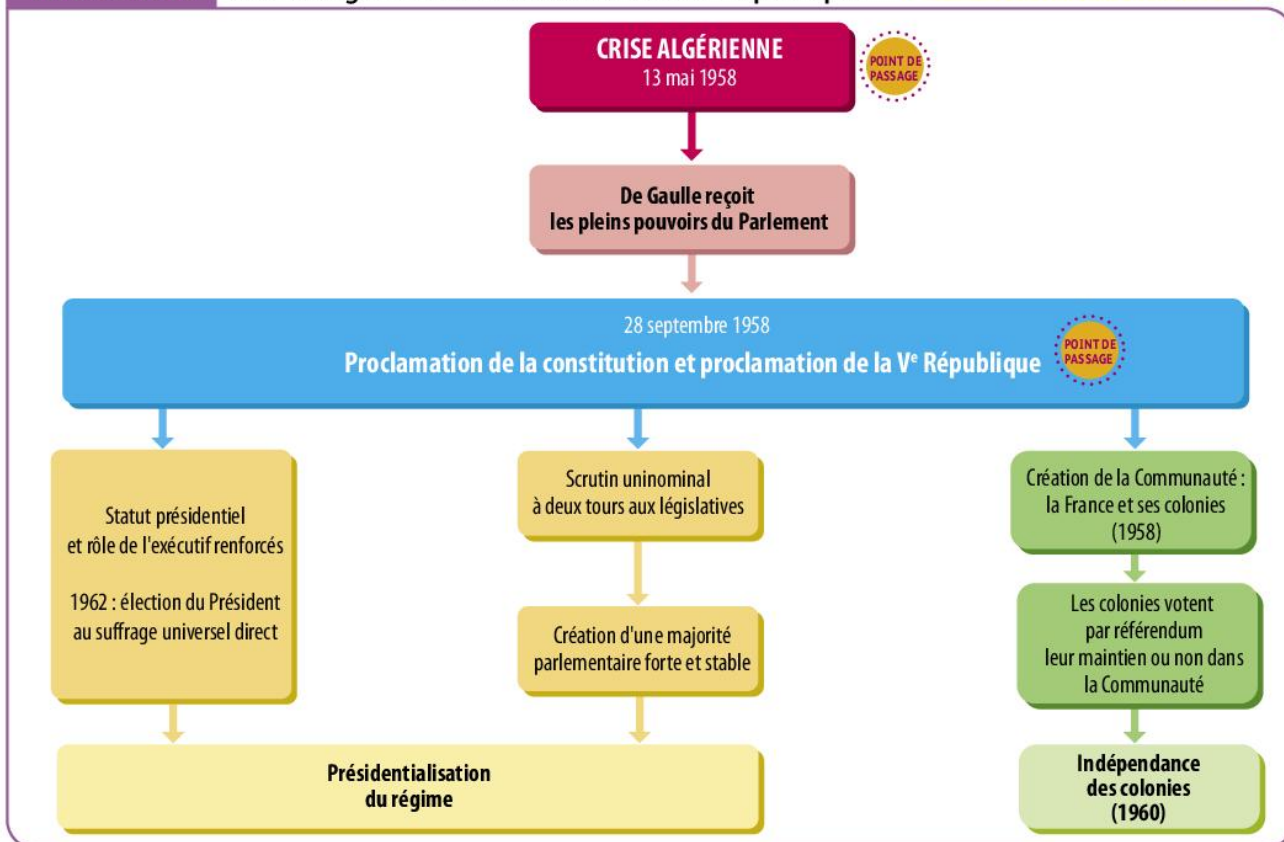 CRISE ALGÉRIENNE
13 mai 1958
POINT DE
PASSAGE
De Gaulle reçoit
les pleins pouvoirs du Parlement
28 septembre 1958
Proclamation de la constitution et proclamation de la Vᵉ République
POINT DE
PASSAGE
Statut présidentiel
et rôle de l'exécutif renforcés
1962 : élection du Président
au suffrage universel direct
Scrutin uninominal
à deux tours aux législatives
Création d'une majorité
parlementaire forte et stable
Présidentialisation
du régime
Création de la Communauté :
la France et ses colonies
(1958)
Les colonies votent
par référendum
leur maintien ou non dans
la Communauté
Indépendance
des colonies
(1960)